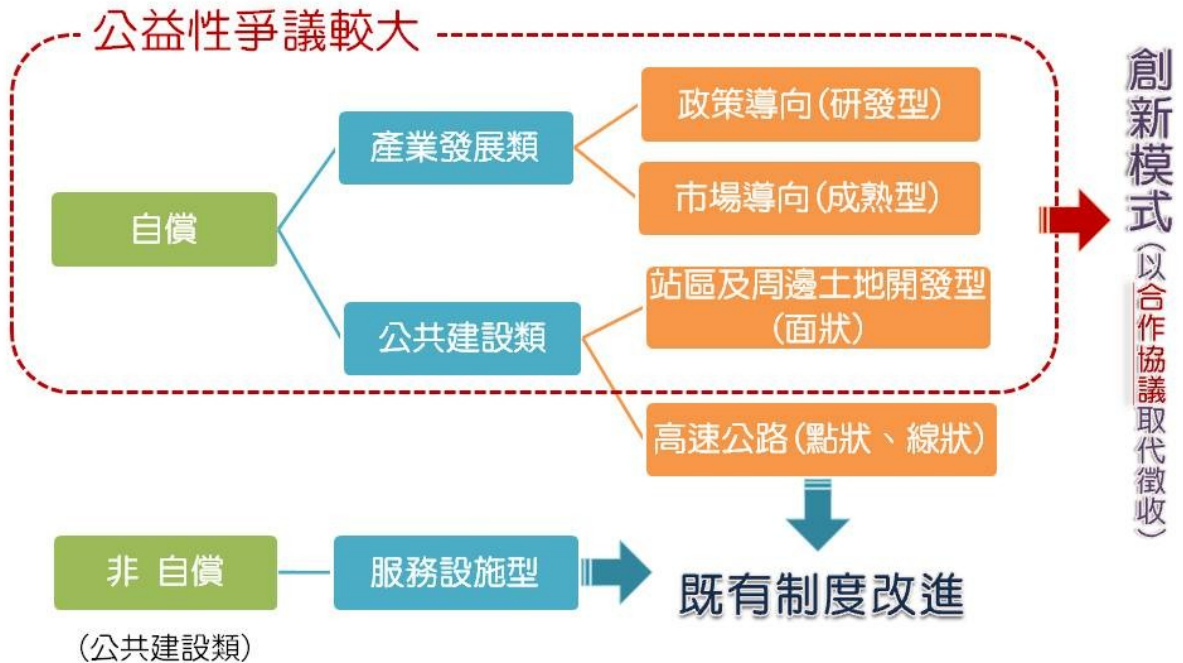 公益性爭議較大
政策導向(研發型)
產業發展類
市場導向(成熟型)
自償
站區及周邊土地開發型
(面狀)
公共建設類
高速公路(點狀、線狀)
創新模式(以合作協議取代徵收)
非 自償
服務設施型
既有制度改進
(公共建設類)